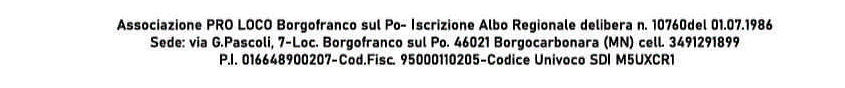 Associazione PRO LOCO Borgofranco sul Po- Iscrizione Albo Regionale delibera n. 10760del 01.07.1986
Sede: via G.Pascoli, 7-Loc. Borgofranco sul Po. 46021 Borgocarbonara (MN) cell. 3491291899
P.I. 016648900207-Cod.Fisc. 95000110205-Codice Univoco SDI M5UXCR1